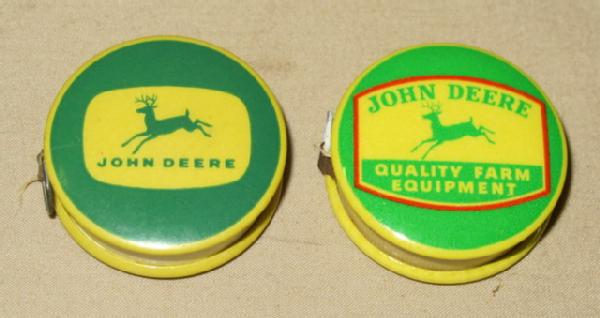 JOHN DEERE
JOHN DEERE
QUALITY FARM
EQUIPMENT